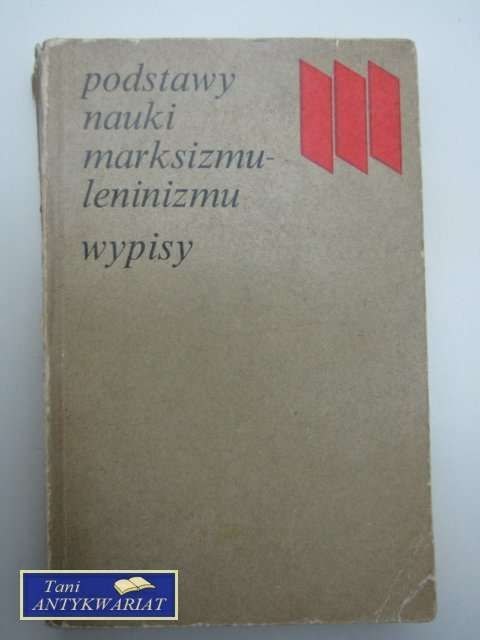 podstawy
nauki
marksizmu-
leninizmu
wypisy
Tani
ANTYKWARIAT